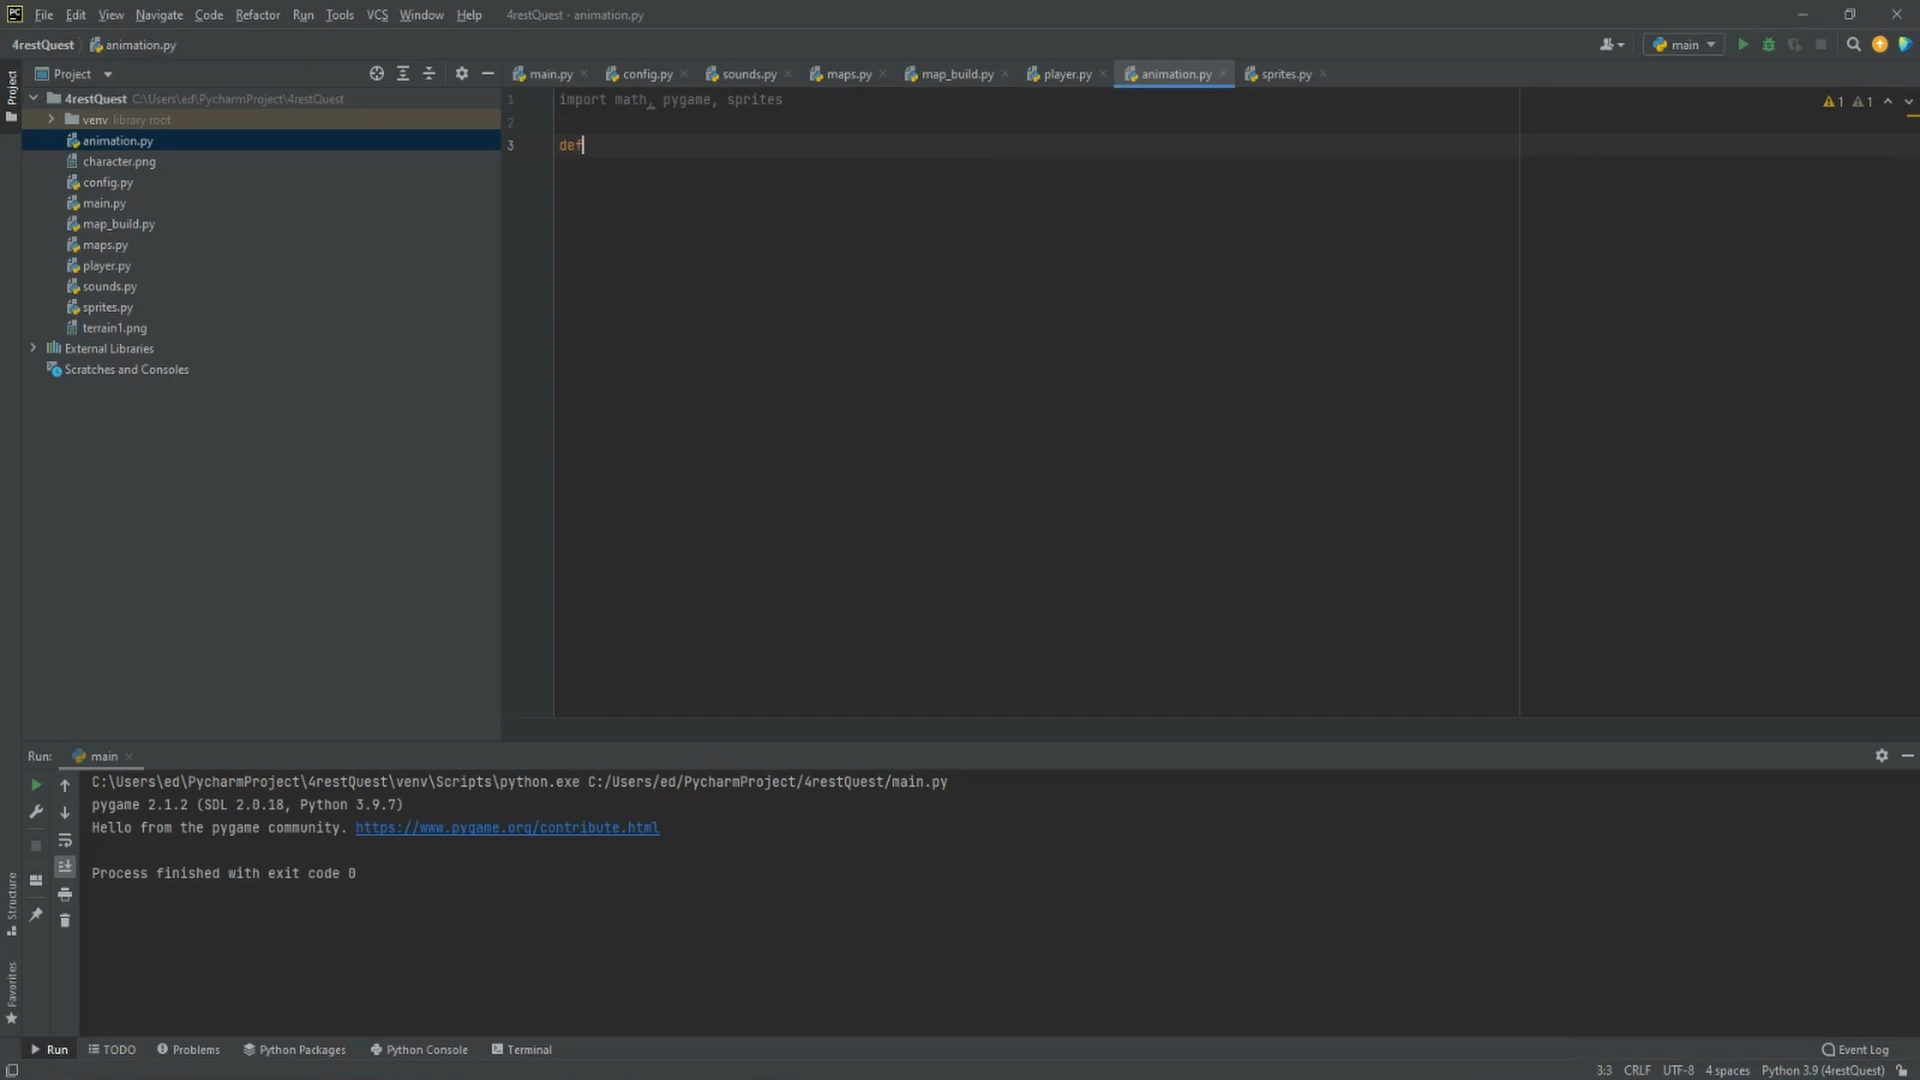 PC File Edit View Navigate Code Refactor Run Tools VCS Window Help 4restQuest - animation.py
4restQuest animation.py main
Project
Project main.py config.py sounds.py maps.py map_build.py player.py animation.py sprites.py
4restQuest C:\Users\ed\PycharmProject\4restQuest
venv library root
animation.py
character.png
config.py
main.py
map_build.py
maps.py
player.py
sounds.py
sprites.py
terrain1.png
External Libraries
Scratches and Consoles
1 import math, pygame, sprites
2
3 def
1 1
Run: main
C:\Users\ed\PycharmProject\4restQuest\venv\Scripts\python.exe C:/Users/ed/PycharmProject/4restQuest/main.py
pygame 2.1.2 (SDL 2.0.18, Python 3.9.7)
Hello from the pygame community. https://www.pygame.org/contribute.html
Process finished with exit code 0
Structure
Favorites
Run TODO Problems Python Packages Python Console Terminal Event Log
3:3 CRLF UTF-8 4 spaces Python 3.9 (4restQuest)